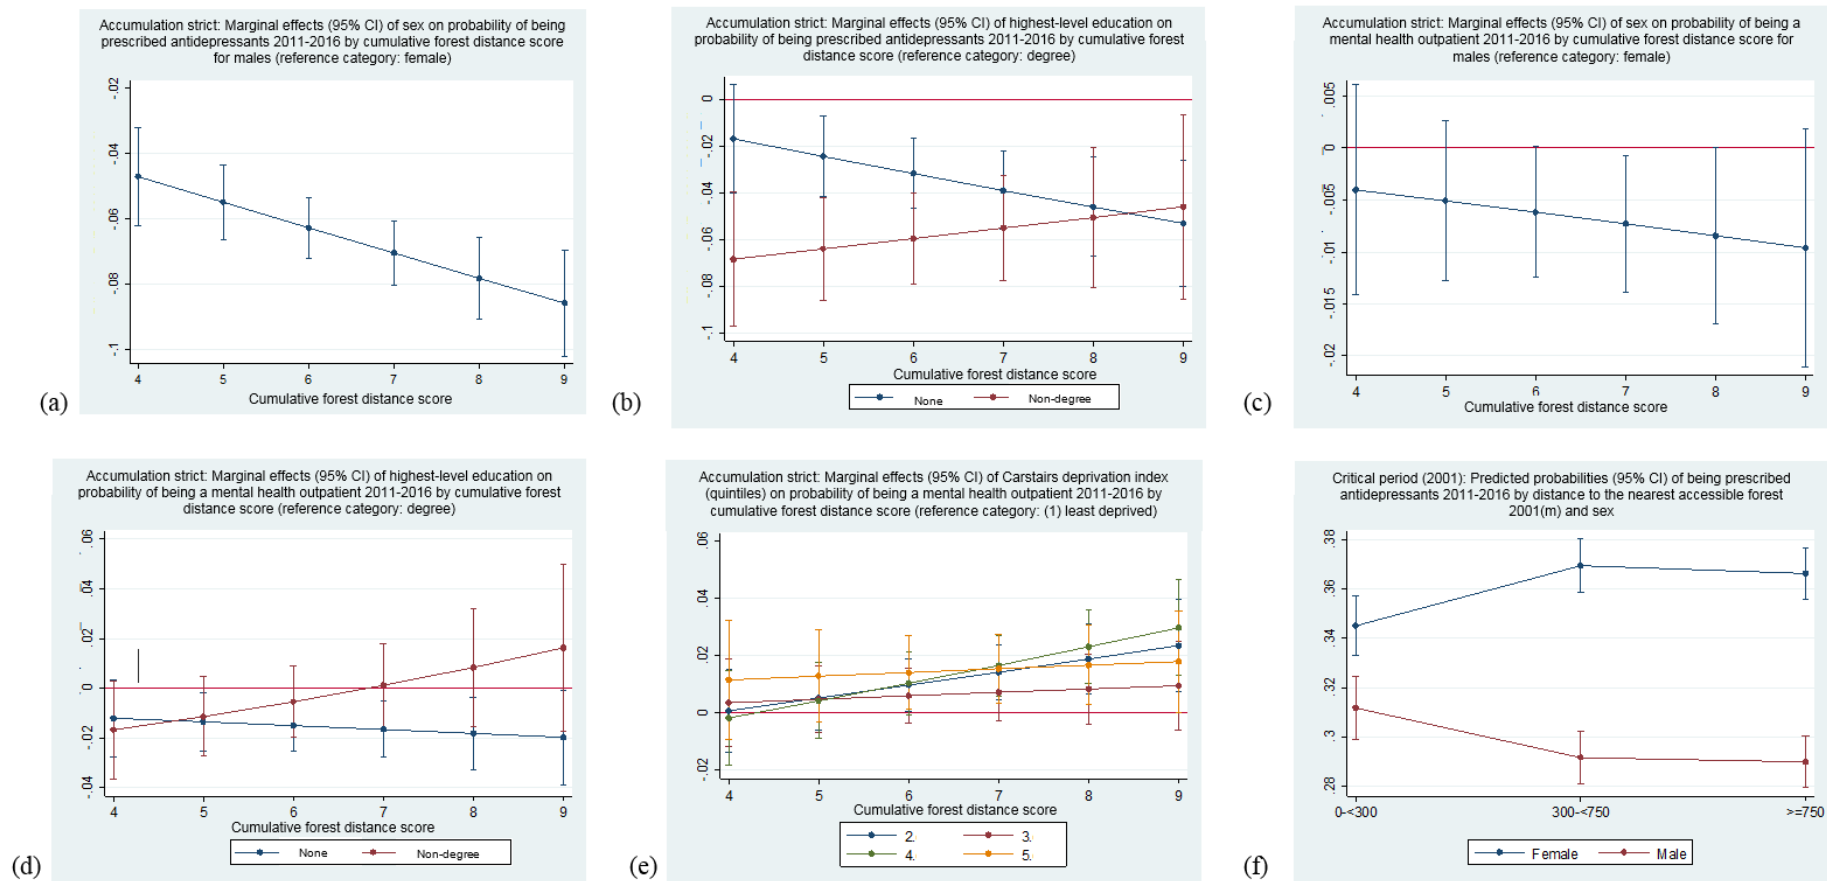 Accumulation strict: Marginal effects (95% CI) of sex on probability of being
prescribed antidepressants 2011-2016 by cumulative forest distance score
for males (reference category: female)
-.02
-.04
-.06
-.08
-.1
4 5 6 7 8 9
Cumulative forest distance score
(a)
Accumulation strict: Marginal effects (95% CI) of highest-level education on
probability of being prescribed antidepressants 2011-2016 by cumulative forest
distance score (reference category: degree)
0
-.02
-.04
-.06
-.08
-.1
4 5 6 7 8 9
Cumulative forest distance score
None Non-degree
(b)
Accumulation strict: Marginal effects (95% CI) of sex on probability of being a
mental health outpatient 2011-2016 by cumulative forest distance score for
males (reference category: female)
.005
0
-.005
-.01
-.015
-.02
4 5 6 7 8 9
Cumulative forest distance score
(c)
Accumulation strict: Marginal effects (95% CI) of highest-level education on
probability of being a mental health outpatient 2011-2016 by cumulative forest
distance score (reference category: degree)
.06
.04
.02
0
-.02
-.04
4 5 6 7 8 9
Cumulative forest distance score
None Non-degree
(d)
Accumulation strict: Marginal effects (95% CI) of Carstairs deprivation index
(quintiles) on probability of being a mental health outpatient 2011-2016 by
cumulative forest distance score (reference category: (1) least deprived)
.06
.04
.02
0
-.02
4 5 6 7 8 9
Cumulative forest distance score
2. 3.
4. 5.
(e)
Critical period (2001): Predicted probabilities (95% CI) of being prescribed
antidepressants 2011-2016 by distance to the nearest accessible forest
2001(m) and sex
.38
.36
.34
.32
.3
.28
0-<300 300-<750 >=750
Female Male
(f)